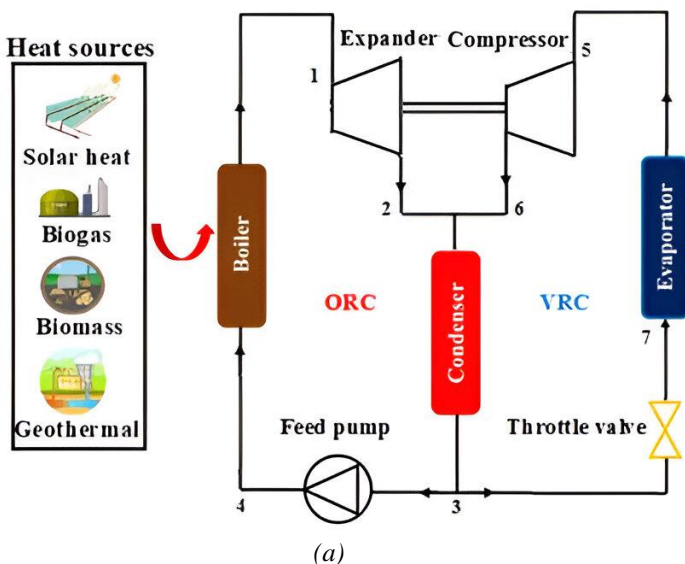 Heat sources
Solar heat
Biogas
Biomass
Geothermal
Expander Compressor
1
5
2
6
Boiler
ORC
Condenser
VRC
Evaporator
7
Feed pump
Throttle valve
4
3
(a)